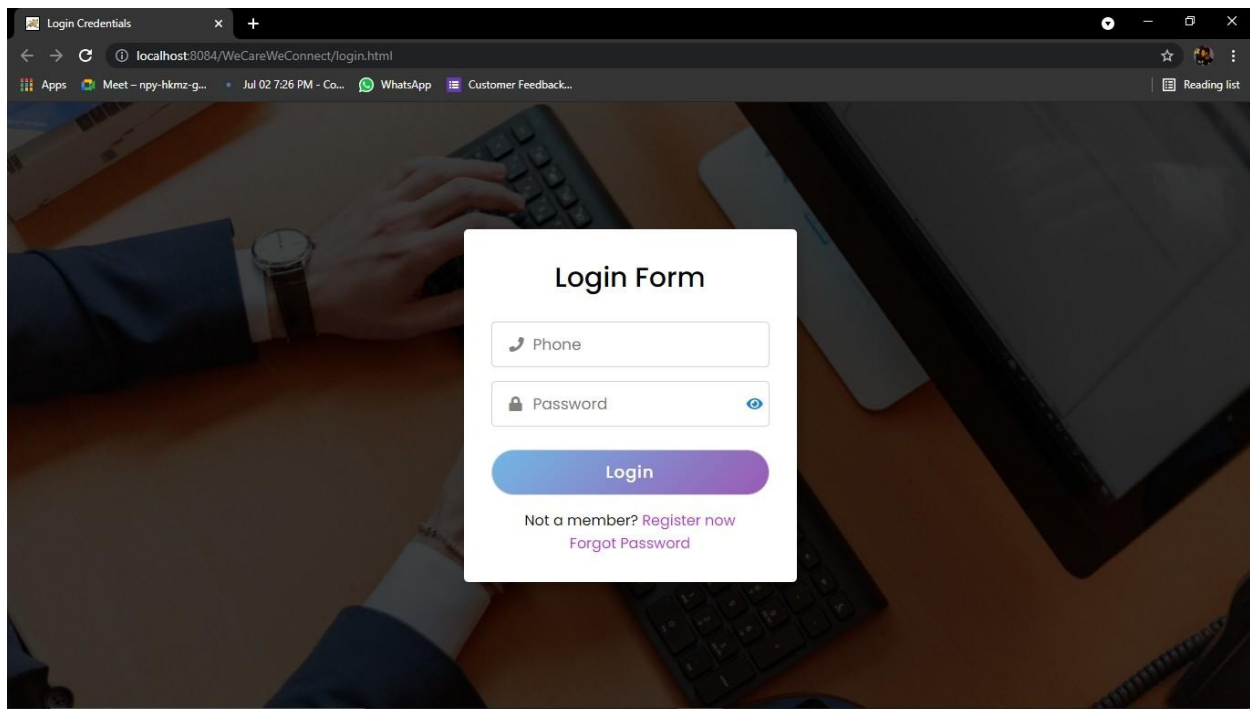 Login Credentials
localhost:8084/WeCareWeConnect/login.html
Apps Meet – npy-hkmz-g... Jul 02 7:26 PM - Co... WhatsApp Customer Feedback... Reading list
Login Form
Phone
Password
Login
Not a member? Register now
Forgot Password